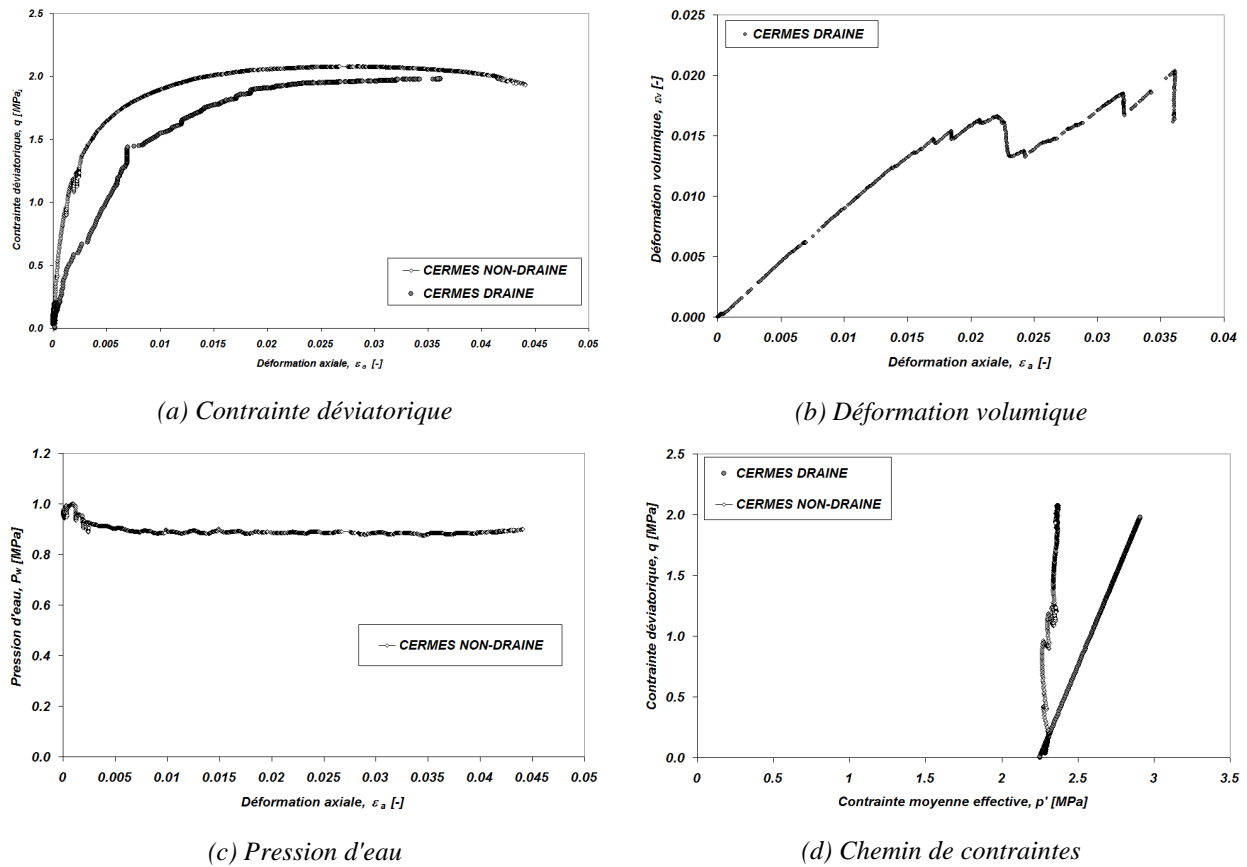 2.5
2.0
1.5
1.0
0.5
0.0
Contrainte déviatorique, q [MPa]
0 0.005 0.01 0.015 0.02 0.025 0.03 0.035 0.04 0.045 0.05
Déformation axiale, εa [-]
CERMES NON-DRAINE
CERMES DRAINE
(a) Contrainte déviatorique
0.025
0.020
0.015
0.010
0.005
0.000
Déformation volumique, εv [-]
0 0.005 0.01 0.015 0.02 0.025 0.03 0.035 0.04
Déformation axiale, εa [-]
CERMES DRAINE
(b) Déformation volumique
1.2
1.0
0.8
0.6
0.4
0.2
0.0
Pression d'eau, Pw [MPa]
0 0.005 0.01 0.015 0.02 0.025 0.03 0.035 0.04 0.045 0.05
Déformation axiale, εa [-]
CERMES NON-DRAINE
(c) Pression d'eau
2.5
2.0
1.5
1.0
0.5
0.0
Contrainte déviatorique, q [MPa]
0 0.5 1 1.5 2 2.5 3 3.5
Contrainte moyenne effective, p' [MPa]
CERMES DRAINE
CERMES NON-DRAINE
(d) Chemin de contraintes